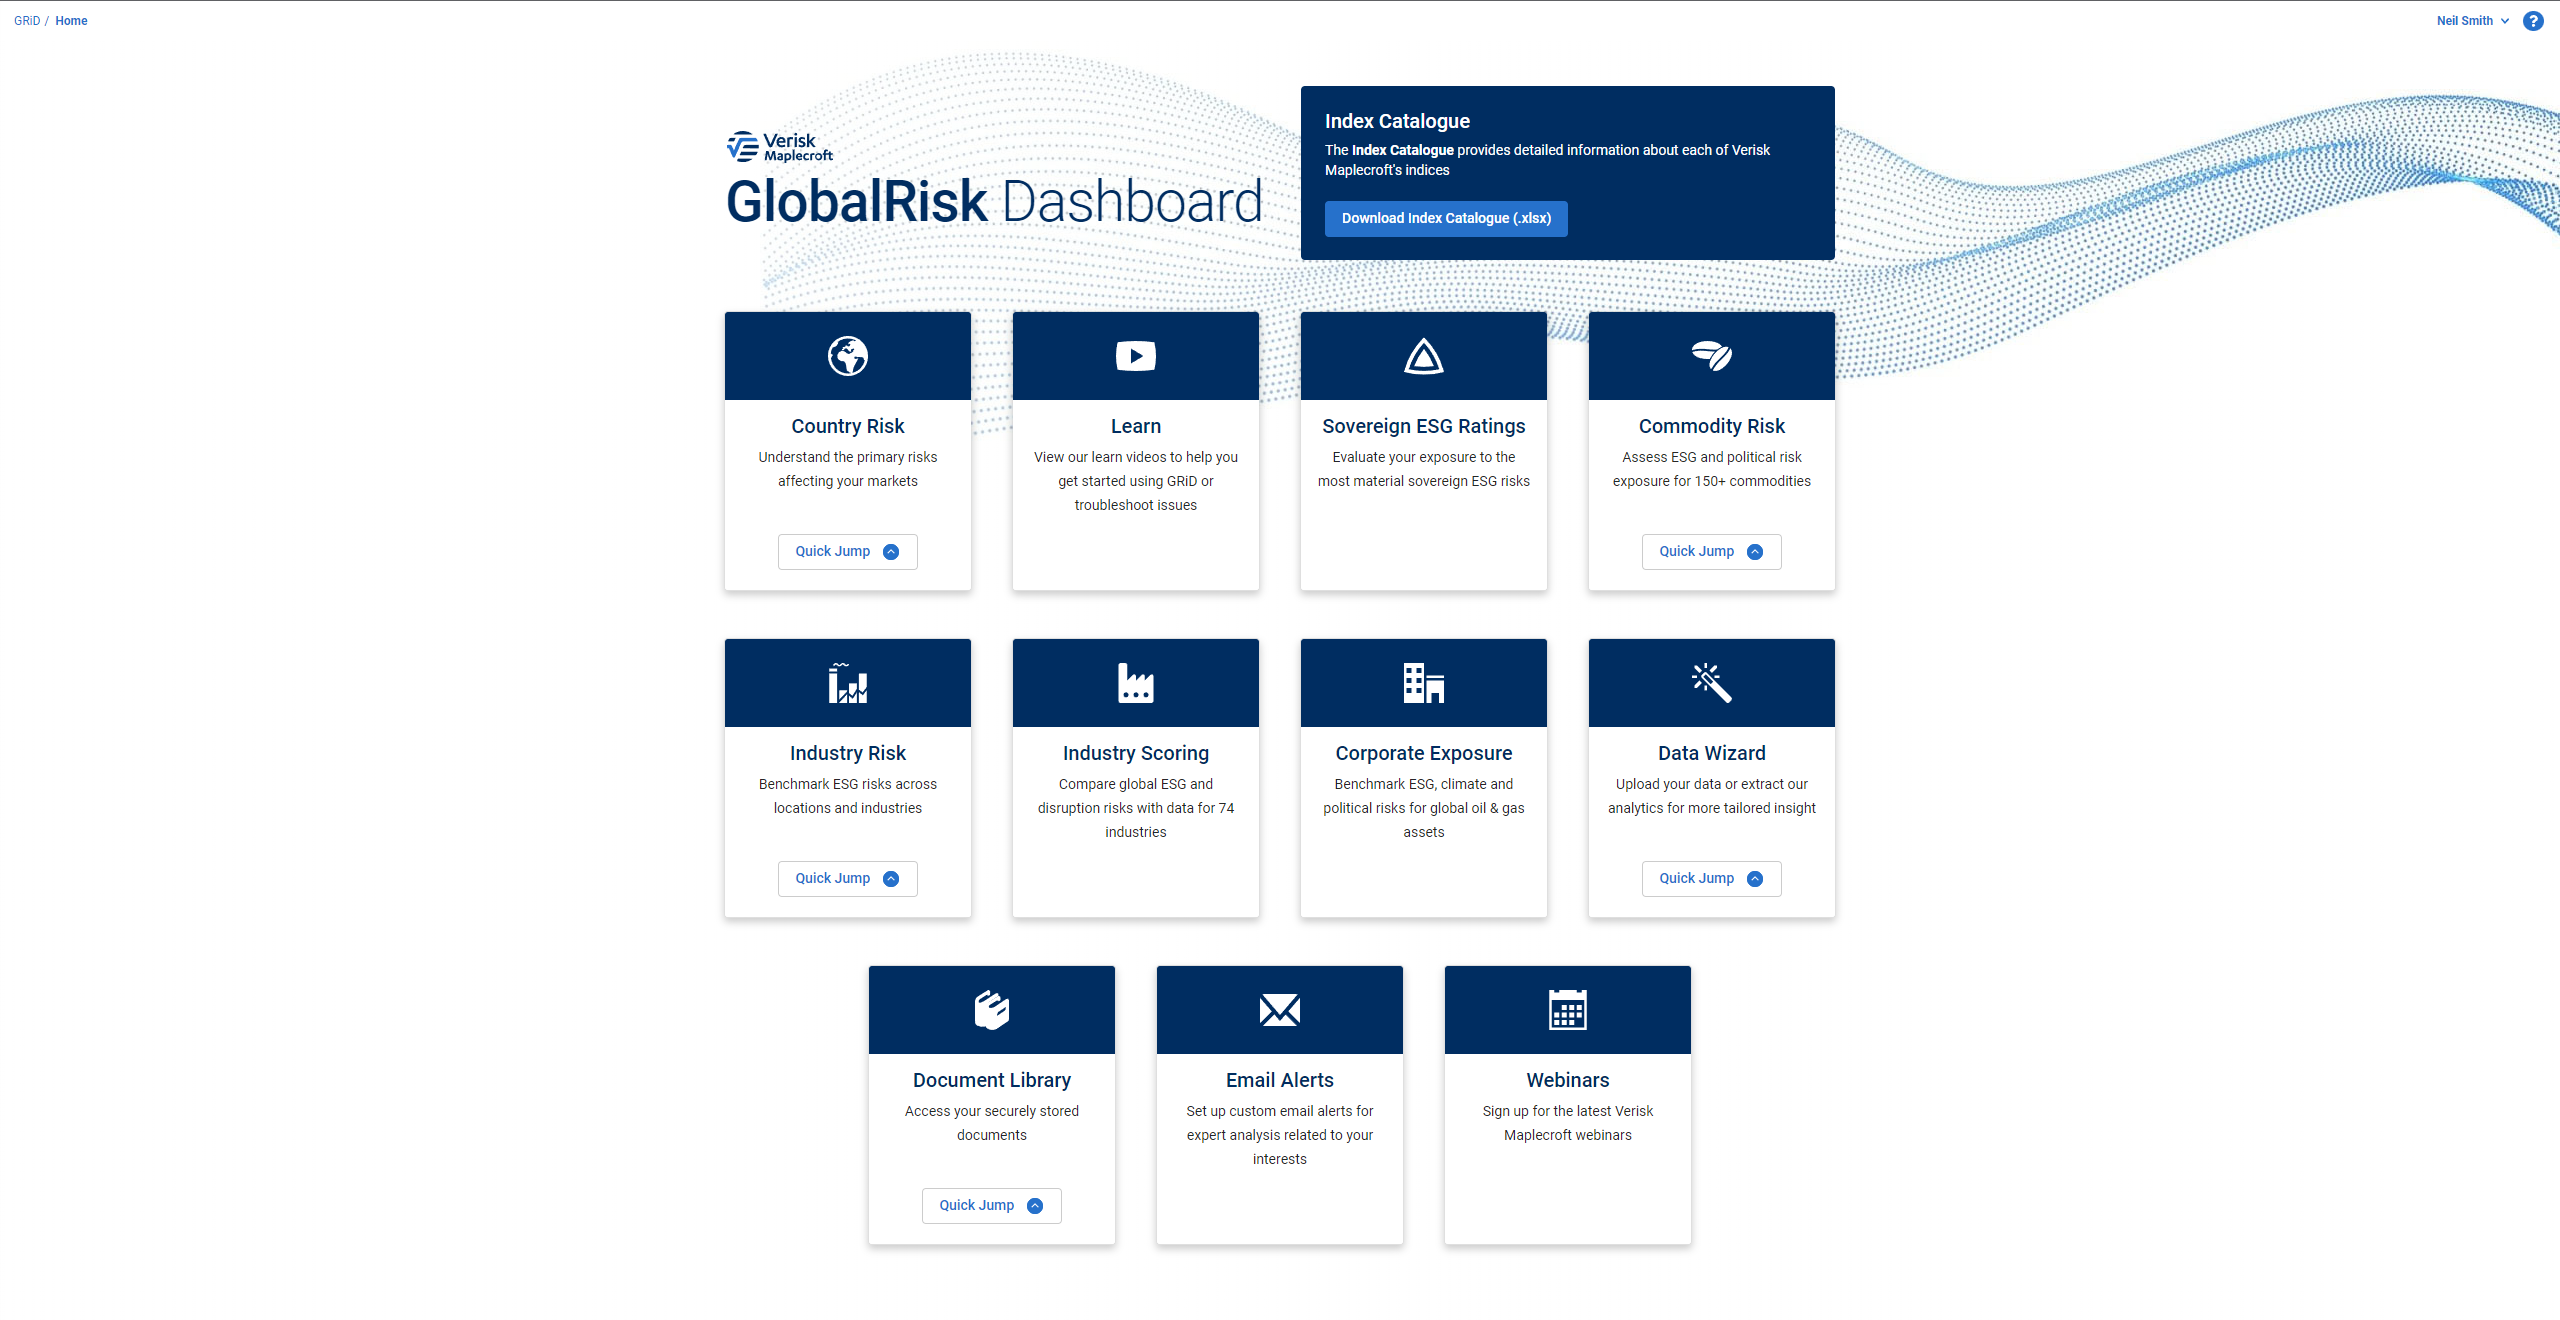 GRiD / Home
Neil Smith
?
Verisk
Maplecroft
GlobalRisk Dashboard
Index Catalogue
The Index Catalogue provides detailed information about each of Verisk
Maplecroft's indices
Download Index Catalogue (.xlsx)
Country Risk
Understand the primary risks
affecting your markets
Quick Jump
Learn
View our learn videos to help you
get started using GRiD or
troubleshoot issues
Sovereign ESG Ratings
Evaluate your exposure to the
most material sovereign ESG risks
Commodity Risk
Assess ESG and political risk
exposure for 150+ commodities
Quick Jump
Industry Risk
Benchmark ESG risks across
locations and industries
Quick Jump
Industry Scoring
Compare global ESG and
disruption risks with data for 74
industries
Corporate Exposure
Benchmark ESG, climate and
political risks for global oil & gas
assets
Data Wizard
Upload your data or extract our
analytics for more tailored insight
Quick Jump
Document Library
Access your securely stored
documents
Quick Jump
Email Alerts
Set up custom email alerts for
expert analysis related to your
interests
Webinars
Sign up for the latest Verisk
Maplecroft webinars